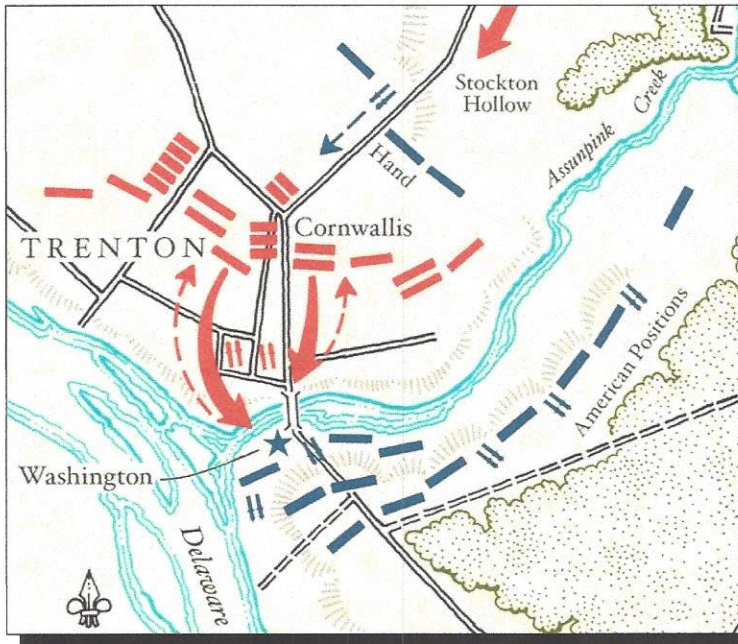 Stockton
Hollow
Assunpink
Creek
Hand
Cornwallis
TRENTON
American Positions
Washington
Delaware